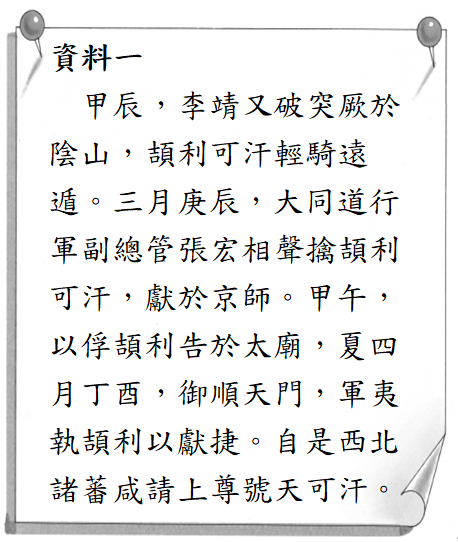 資料一
甲辰，李靖又破突厥於
陰山，頡利可汗輕騎遠
遁。三月庚辰，大同道行
軍副總管張宏相聲擒頡利
可汗，獻於京師。甲午，
以俘頡利告於太廟，夏四
月丁酉，御順天門，軍夷
執頡利以獻捷。自是西北
諸蕃咸請上尊號天可汗。